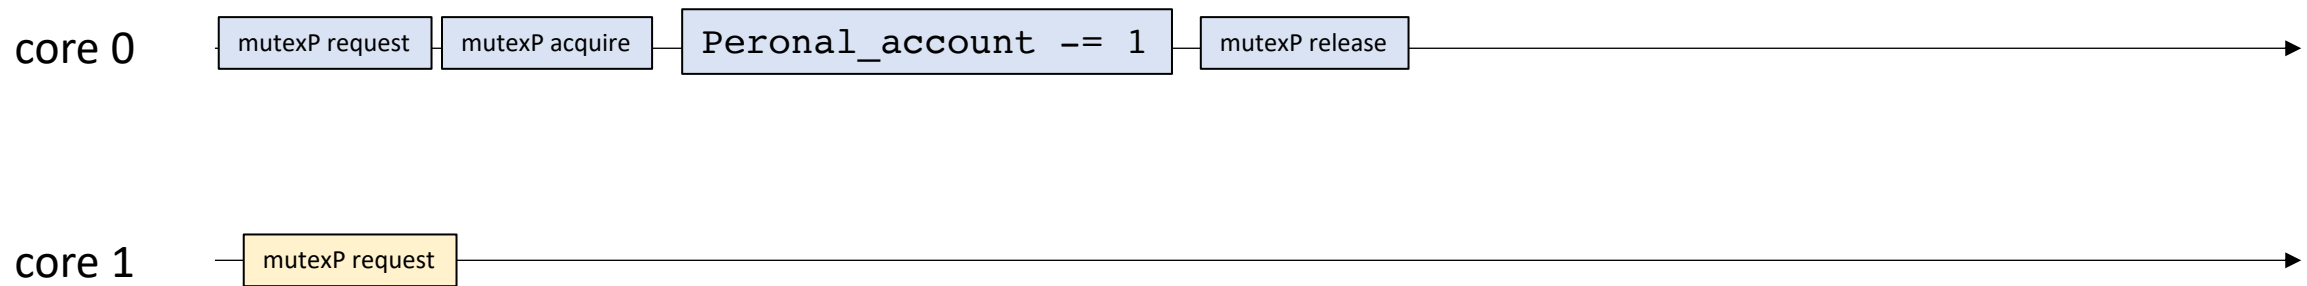 core 0 mutexP request mutexP acquire Peronal_account -= 1 mutexP release
core 1 mutexP request